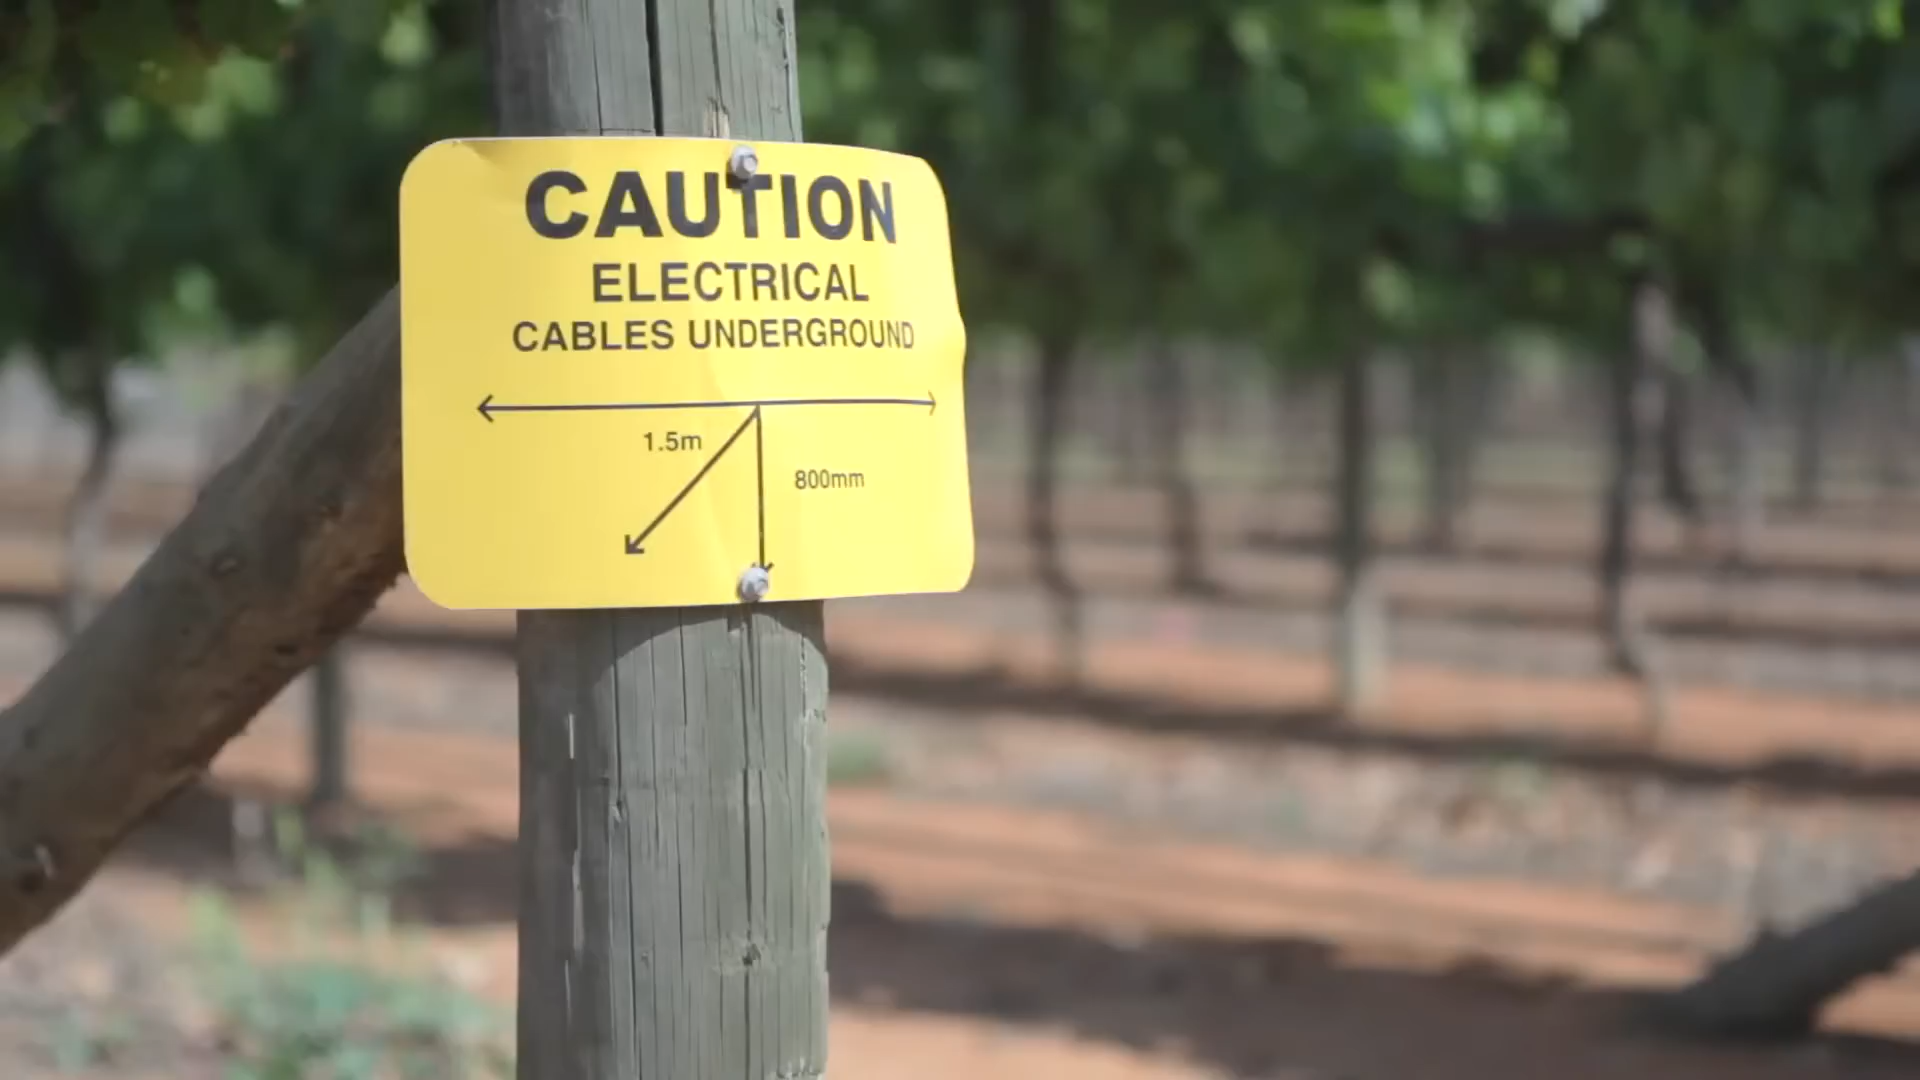 CAUTION
ELECTRICAL
CABLES UNDERGROUND
1.5m
800mm